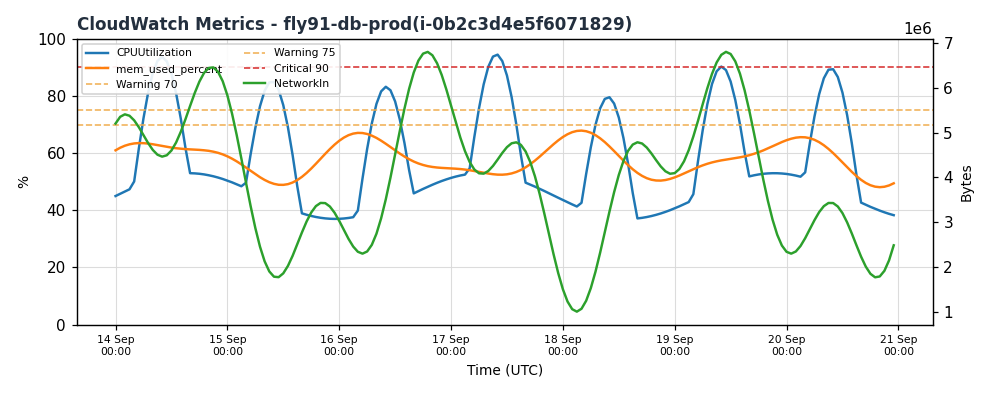 CloudWatch Metrics - fly91-db-prod(i-0b2c3d4e5f6071829)
1e6
CPUUtilization
mem_used_percent
Warning 70
Warning 75
Critical 90
NetworkIn
100
80
60
40
20
0
%
7
6
5
4
3
2
1
Bytes
14 Sep
00:00
15 Sep
00:00
16 Sep
00:00
17 Sep
00:00
18 Sep
00:00
19 Sep
00:00
20 Sep
00:00
21 Sep
00:00
Time (UTC)